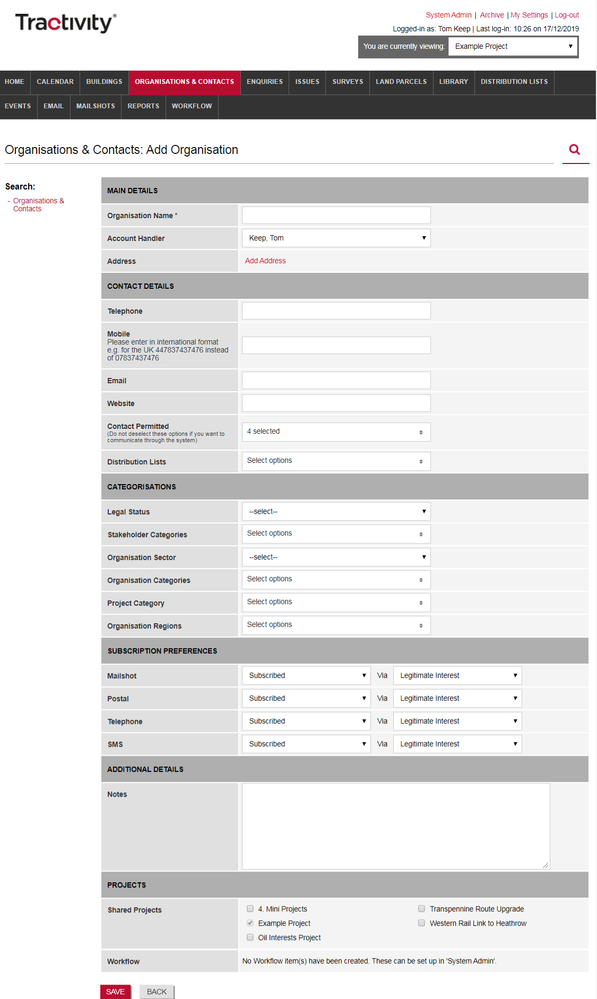 Tractivity®
System Admin | Archive | My Settings | Log-out
Logged-in as: Tom Keep | Last log-in: 10:26 on 17/12/2019
You are currently viewing: Example Project
HOME CALENDAR BUILDINGS ORGANISATIONS & CONTACTS ENQUIRIES ISSUES SURVEYS LAND PARCELS LIBRARY DISTRIBUTION LISTS
EVENTS EMAIL MAILSHOTS REPORTS WORKFLOW
Organisations & Contacts: Add Organisation
Search:
- Organisations &
Contacts
MAIN DETAILS
Organisation Name *
Account Handler Keep, Tom
Address Add Address
CONTACT DETAILS
Telephone
Mobile
Please enter in international format
e.g. for the UK 447837437476 instead
of 07837437476
Email
Website
Contact Permitted
(Do not deselect these options if you want to
communicate through the system)
4 selected
Distribution Lists Select options
CATEGORISATIONS
Legal Status --select--
Stakeholder Categories Select options
Organisation Sector --select--
Organisation Categories Select options
Project Category Select options
Organisation Regions Select options
SUBSCRIPTION PREFERENCES
Mailshot Subscribed Via Legitimate Interest
Postal Subscribed Via Legitimate Interest
Telephone Subscribed Via Legitimate Interest
SMS Subscribed Via Legitimate Interest
ADDITIONAL DETAILS
Notes
PROJECTS
Shared Projects 4. Mini Projects Transpennine Route Upgrade
Example Project Western Rail Link to Heathrow
Oil Interests Project
Workflow No Workflow item(s) have been created. These can be set up in 'System Admin'.
SAVE BACK